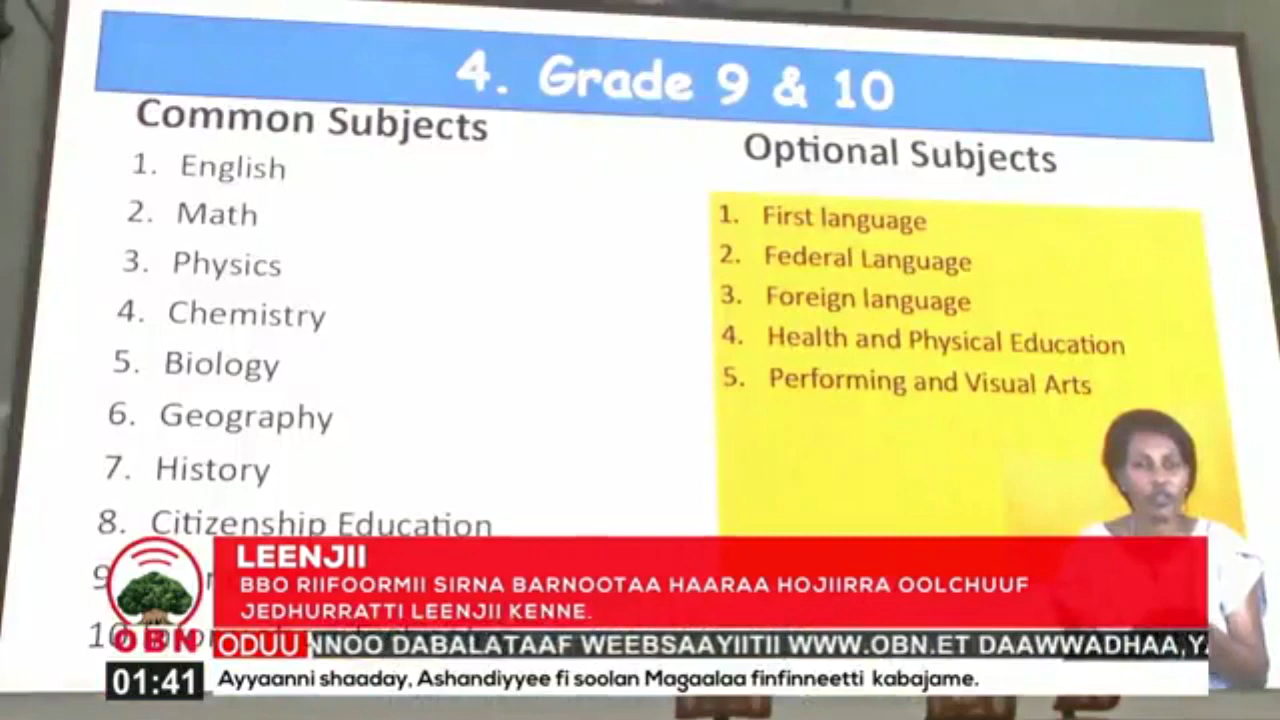 4. Grade 9 & 10
Common Subjects
1. English
2. Math
3. Physics
4. Chemistry
5. Biology
6. Geography
7. History
8. Citizenship Education
9
10
Optional Subjects
1. First language
2. Federal Language
3. Foreign language
4. Health and Physical Education
5. Performing and Visual Arts
OBN
LEENJII
BBO RIIFOORMII SIRNA BARNOOTAA HAARAA HOJIIRRA OOLCHUUF
JEDHURRATTI LEENJII KENNE.
ODUU NNOO DABALATAAF WEEBSAAYIITII WWW.OBN.ET DAAWWADHAA,
01:41 Ayyaanni shaaday, Ashandiyyee fi soolan Magaalaa finfinneetti kabajame.